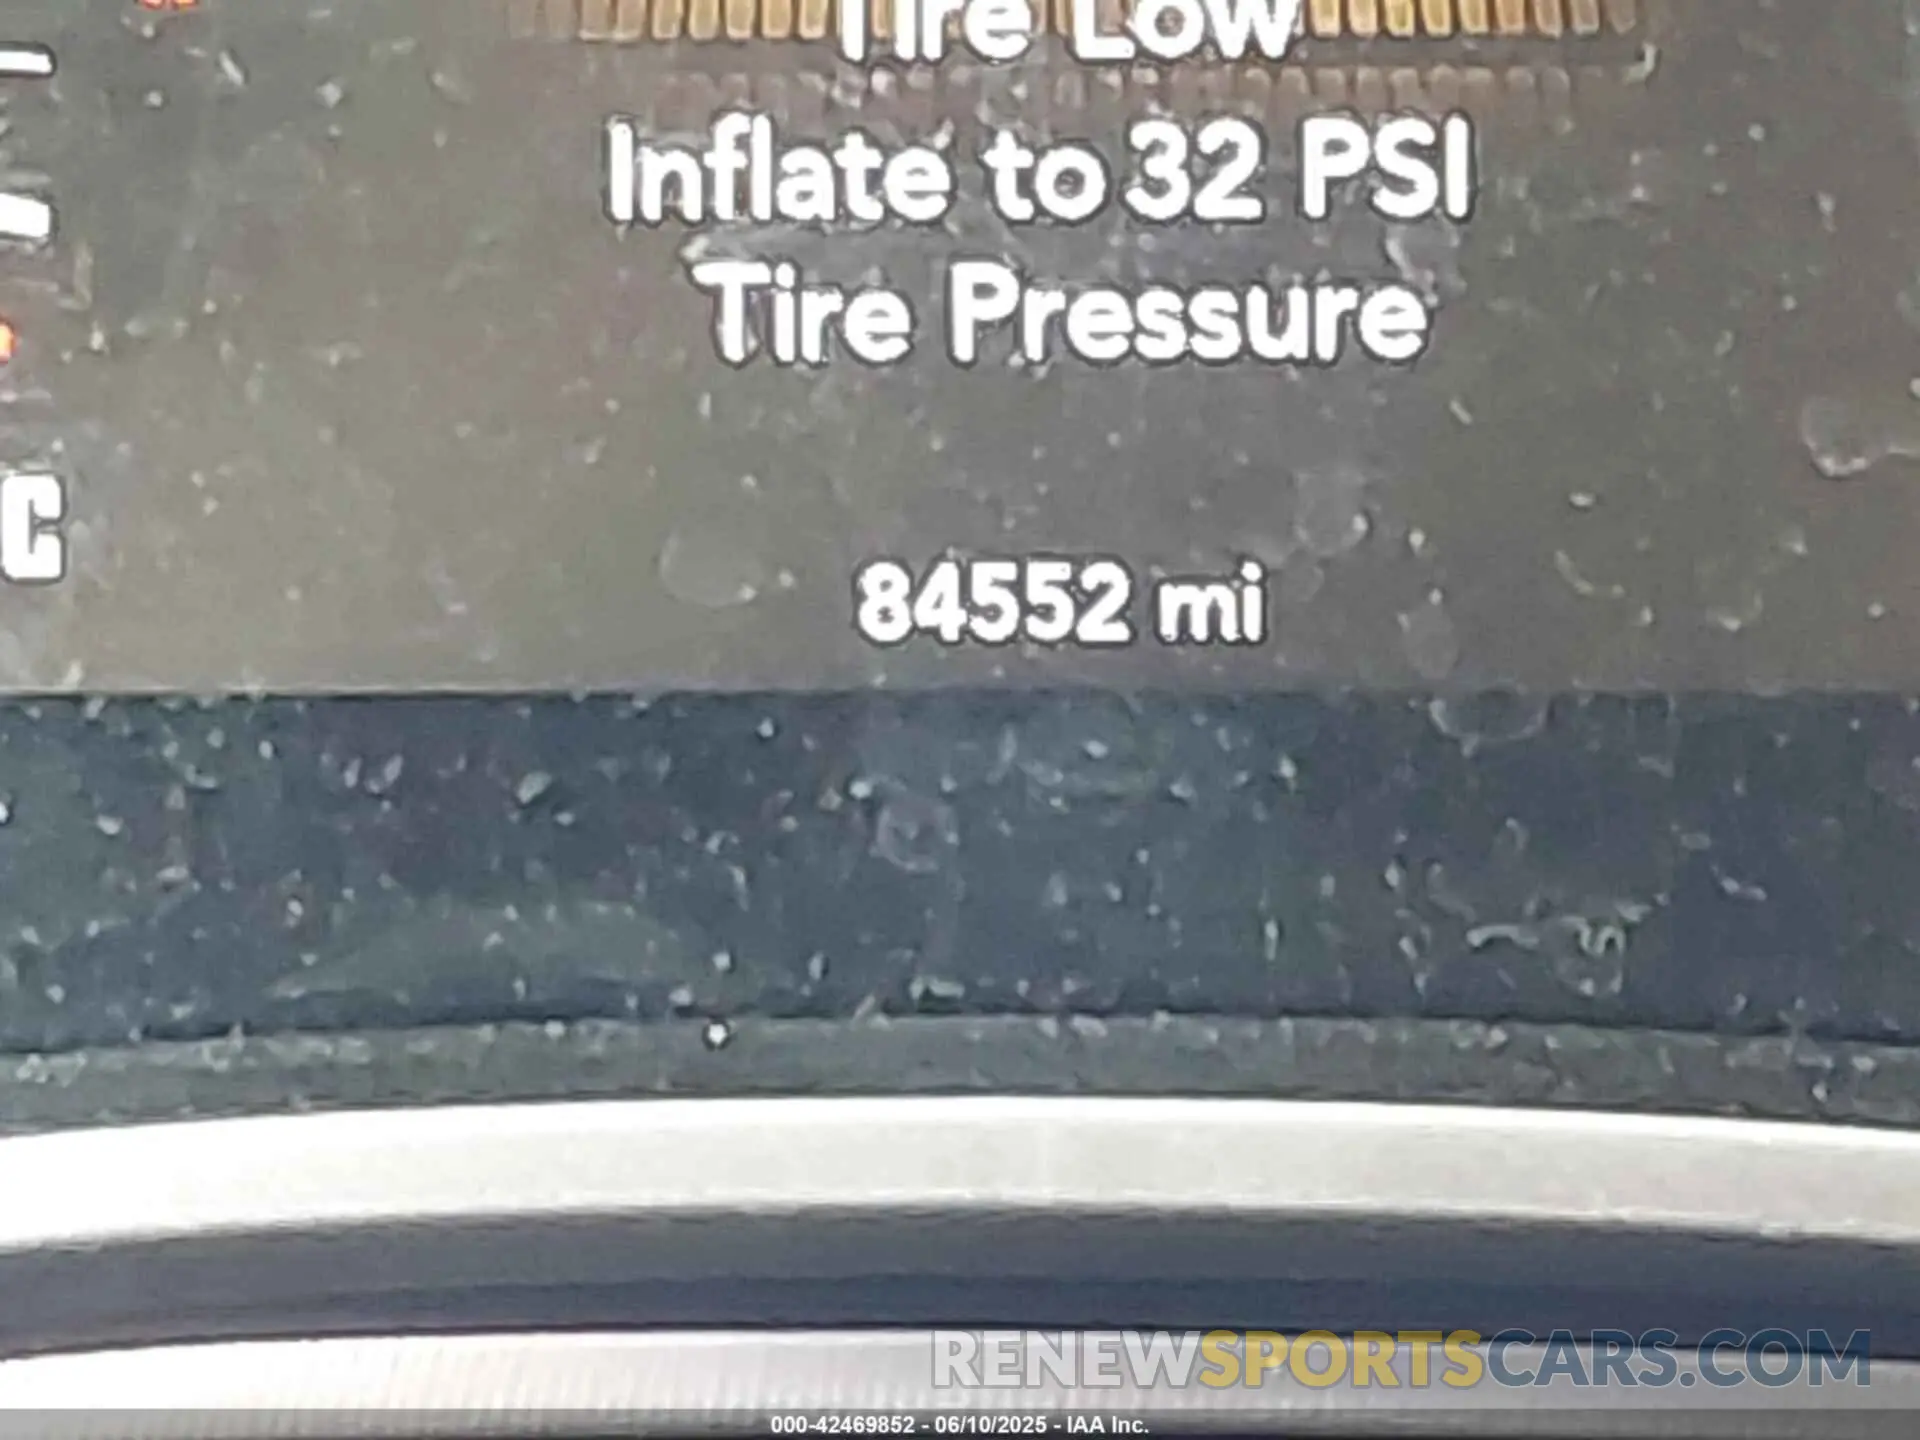 Tire Low
Inflate to 32 PSI
Tire Pressure
C
84552 mi
RENEWSPORTSCARS.COM
000-42469852 - 06/10/2025 - IAA Inc.